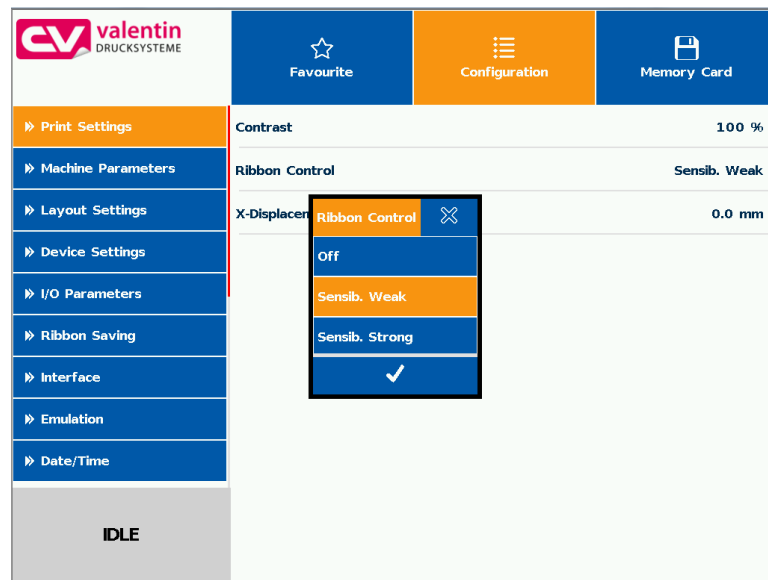 valentin
DRUCKSYSTEME
Favourite
Configuration
Memory Card
Print Settings
Machine Parameters
Layout Settings
Device Settings
I/O Parameters
Ribbon Saving
Interface
Emulation
Date/Time
IDLE
Contrast 100 %
Ribbon Control Sensib. Weak
X-Displacem 0.0 mm
Ribbon Control
Off
Sensib. Weak
Sensib. Strong